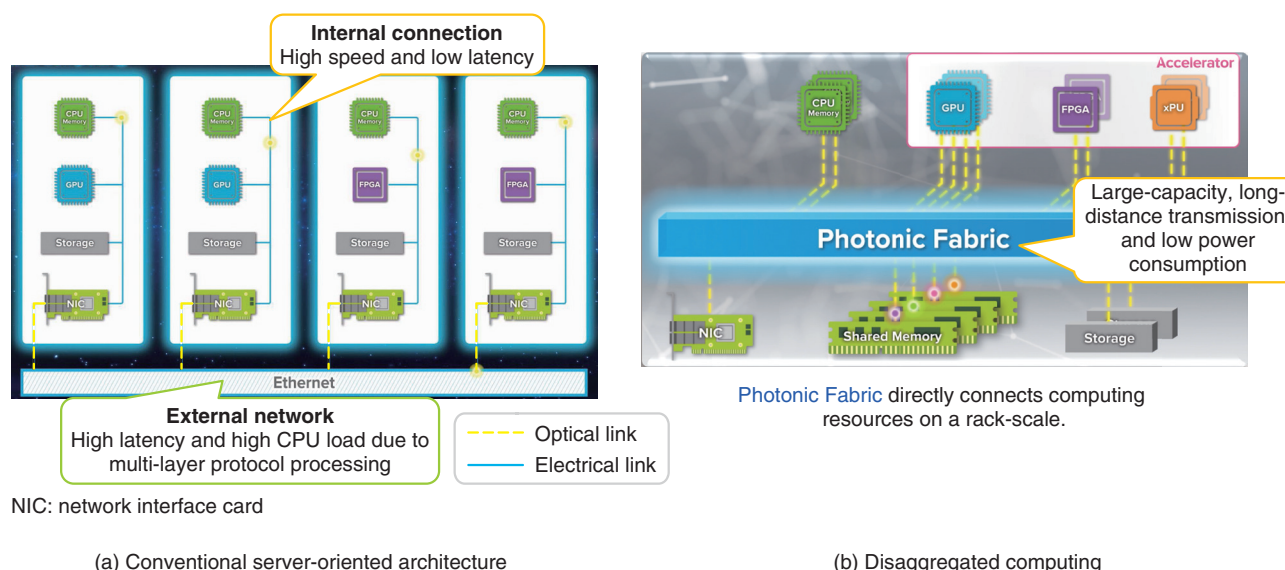 Internal connection
High speed and low latency
CPU
Memory
GPU
Storage
NIC
CPU
Memory
GPU
Storage
NIC
CPU
Memory
FPGA
Storage
NIC
CPU
Memory
FPGA
Storage
NIC
Ethernet
External network
High latency and high CPU load due to
multi-layer protocol processing
Optical link
Electrical link
NIC: network interface card
(a) Conventional server-oriented architecture
Accelerator
CPU
Memory
GPU
FPGA
xPU
Large-capacity, long-
distance transmission
and low power
consumption
Photonic Fabric
NIC
Shared Memory
Storage
Photonic Fabric directly connects computing
resources on a rack-scale.
(b) Disaggregated computing